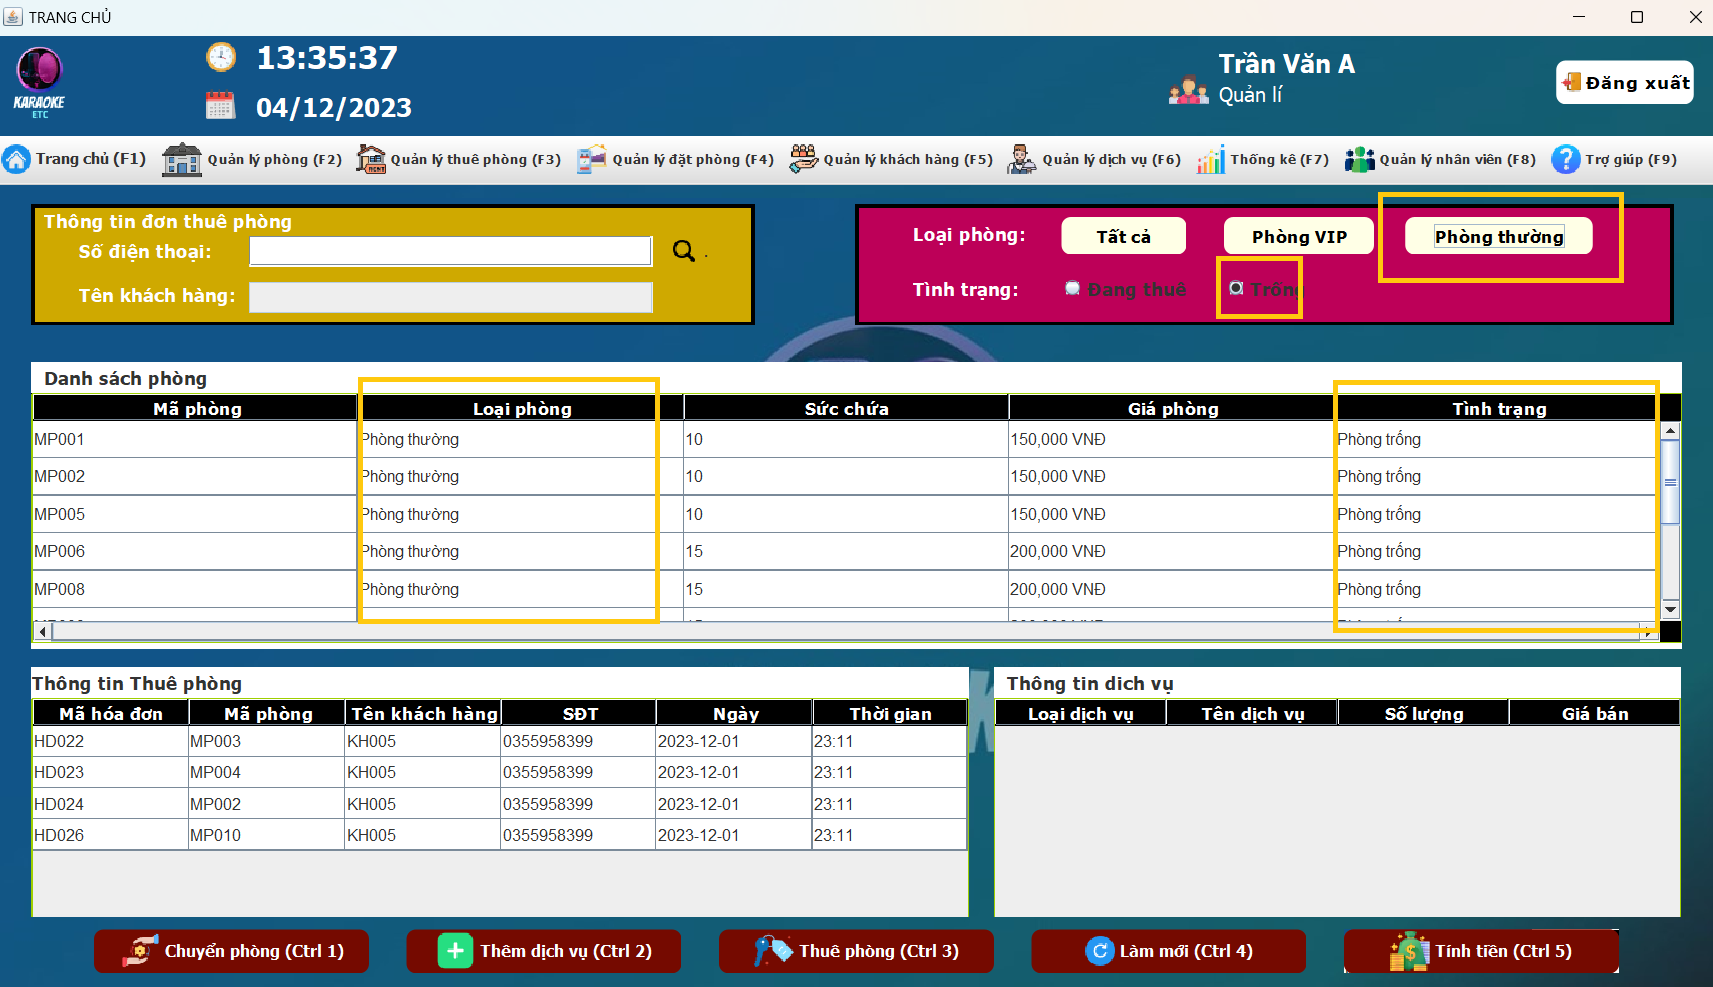 TRANG CHỦ
KARAOKE
ETC
13:35:37
04/12/2023
Trần Văn A
Quản lí
Đăng xuất
Trang chủ (F1) Quản lý phòng (F2) Quản lý thuê phòng (F3) Quản lý đặt phòng (F4) Quản lý khách hàng (F5) Quản lý dịch vụ (F6) Thống kê (F7) Quản lý nhân viên (F8) Trợ giúp (F9)
Thông tin đơn thuê phòng
Số điện thoại: .
Tên khách hàng:
Loại phòng: Tất cả Phòng VIP Phòng thường
Tình trạng: Đang thuê Trống
Danh sách phòng
Mã phòng Loại phòng Sức chứa Giá phòng Tình trạng
MP001 Phòng thường 10 150,000 VNĐ Phòng trống
MP002 Phòng thường 10 150,000 VNĐ Phòng trống
MP005 Phòng thường 10 150,000 VNĐ Phòng trống
MP006 Phòng thường 15 200,000 VNĐ Phòng trống
MP008 Phòng thường 15 200,000 VNĐ Phòng trống
Thông tin Thuê phòng
Mã hóa đơn Mã phòng Tên khách hàng SĐT Ngày Thời gian
HD022 MP003 KH005 0355958399 2023-12-01 23:11
HD023 MP004 KH005 0355958399 2023-12-01 23:11
HD024 MP002 KH005 0355958399 2023-12-01 23:11
HD026 MP010 KH005 0355958399 2023-12-01 23:11
Thông tin dich vụ
Loại dịch vụ Tên dịch vụ Số lượng Giá bán
Chuyển phòng (Ctrl 1) Thêm dịch vụ (Ctrl 2) Thuê phòng (Ctrl 3) Làm mới (Ctrl 4) Tính tiền (Ctrl 5)